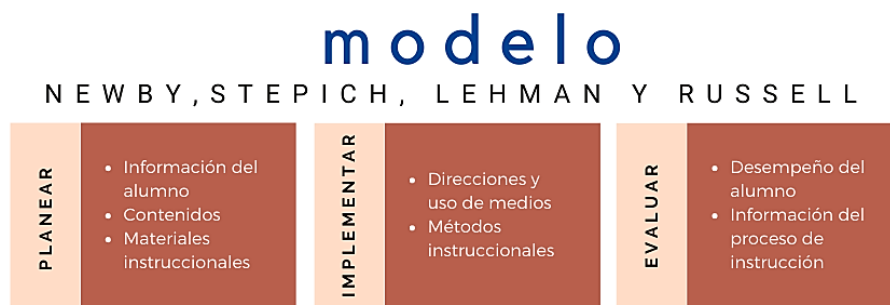 modelo
NEWBY,STEPICH, LEHMAN Y RUSSELL
PLANEAR
• Información del
alumno
• Contenidos
• Materiales
instruccionales
IMPLEMENTAR
• Direcciones y
uso de medios
• Métodos
instruccionales
EVALUAR
• Desempeño del
alumno
• Información del
proceso de
instrucción